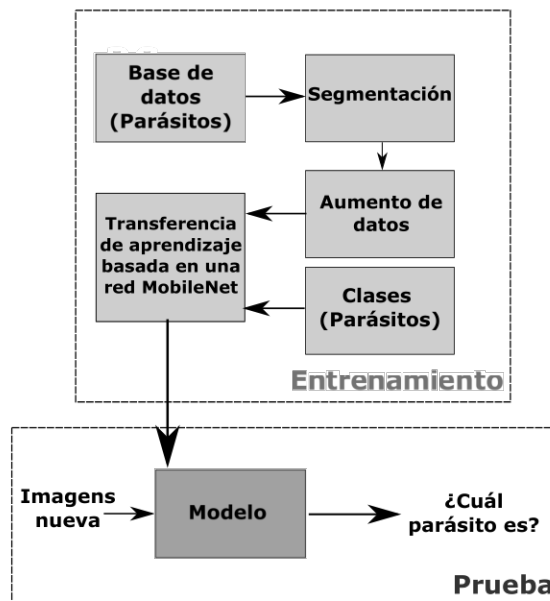 Base de
datos
(Parásitos)
Segmentación
Aumento de
datos
Transferencia
de aprendizaje
basada en una
red MobileNet
Clases
(Parásitos)
Entrenamiento
Imagens
nueva
Modelo
¿Cuál
parásito es?
Prueba